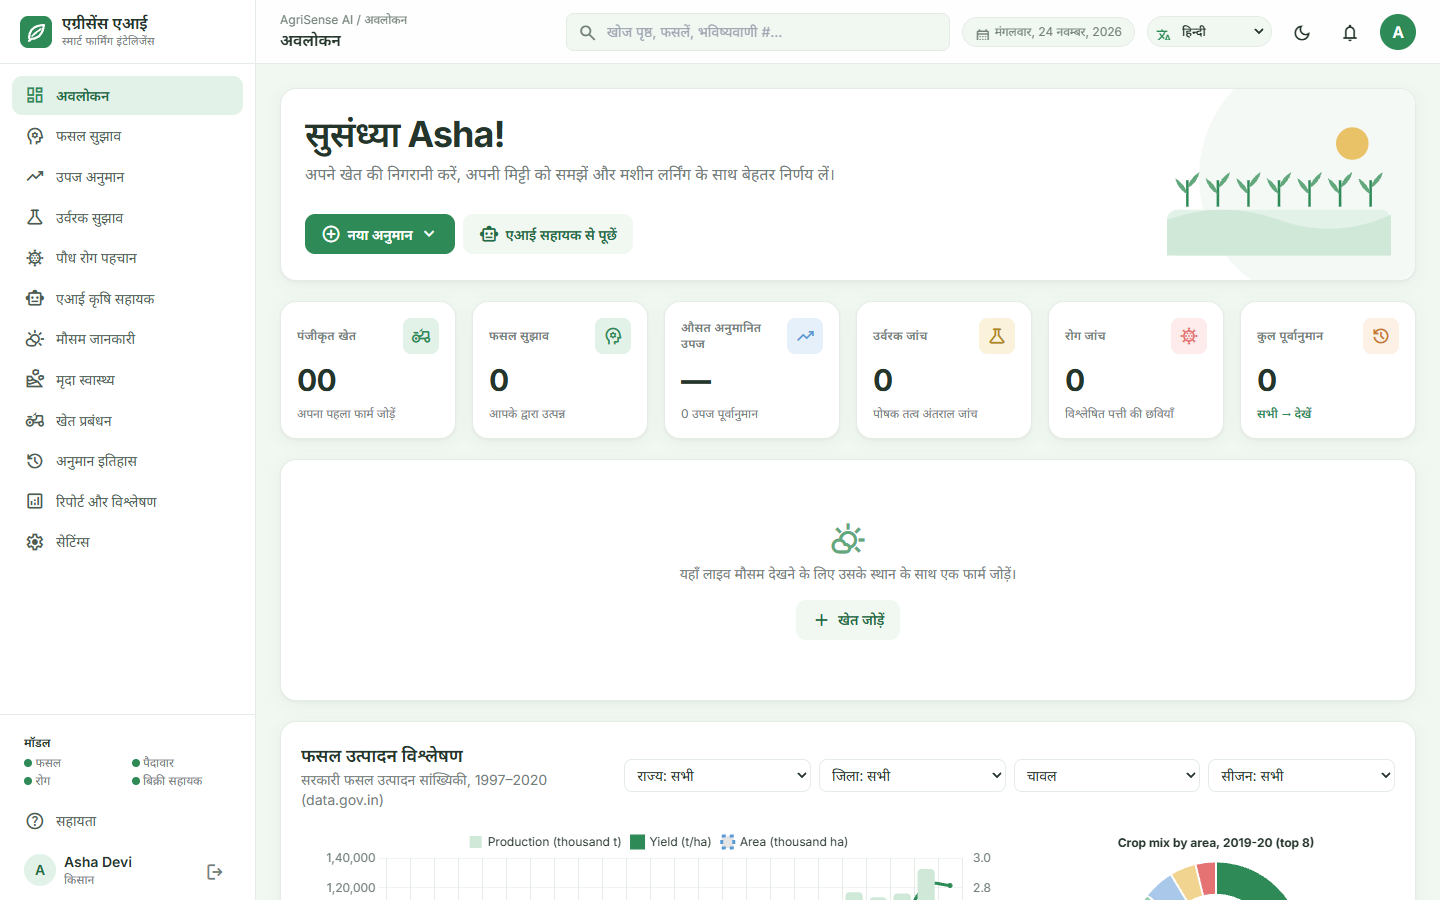 एग्रीसेंस एआई
स्मार्ट फार्मिंग इंटेलिजेंस
AgriSense AI / अवलोकन
अवलोकन
खोज पृष्ठ, फसलें, भविष्यवाणी #...
मंगलवार, 24 नवम्बर, 2026
हिन्दी
A
अवलोकन
फसल सुझाव
उपज अनुमान
उर्वरक सुझाव
पौध रोग पहचान
एआई कृषि सहायक
मौसम जानकारी
मृदा स्वास्थ्य
खेत प्रबंधन
अनुमान इतिहास
रिपोर्ट और विश्लेषण
सेटिंग्स
मॉडल
फसल
पैदावार
रोग
बिक्री सहायक
सहायता
A
Asha Devi
किसान
सुसंध्या Asha!
अपने खेत की निगरानी करें, अपनी मिट्टी को समझें और मशीन लर्निंग के साथ बेहतर निर्णय लें।
नया अनुमान
एआई सहायक से पूछें
पंजीकृत खेत
00
अपना पहला फार्म जोड़ें
फसल सुझाव
0
आपके द्वारा उत्पन्न
औसत अनुमानित
उपज
—
0 उपज पूर्वानुमान
उर्वरक जांच
0
पोषक तत्व अंतराल जांच
रोग जांच
0
विश्लेषित पत्ती की छवियाँ
कुल पूर्वानुमान
0
सभी → देखें
यहाँ लाइव मौसम देखने के लिए उसके स्थान के साथ एक फार्म जोड़ें।
खेत जोड़ें
फसल उत्पादन विश्लेषण
सरकारी फसल उत्पादन सांख्यिकी, 1997–2020
(data.gov.in)
राज्य: सभी
जिला: सभी
चावल
सीजन: सभी
Production (thousand t)
Yield (t/ha)
Area (thousand ha)
1,40,000
1,20,000
3.0
2.8
Crop mix by area, 2019-20 (top 8)